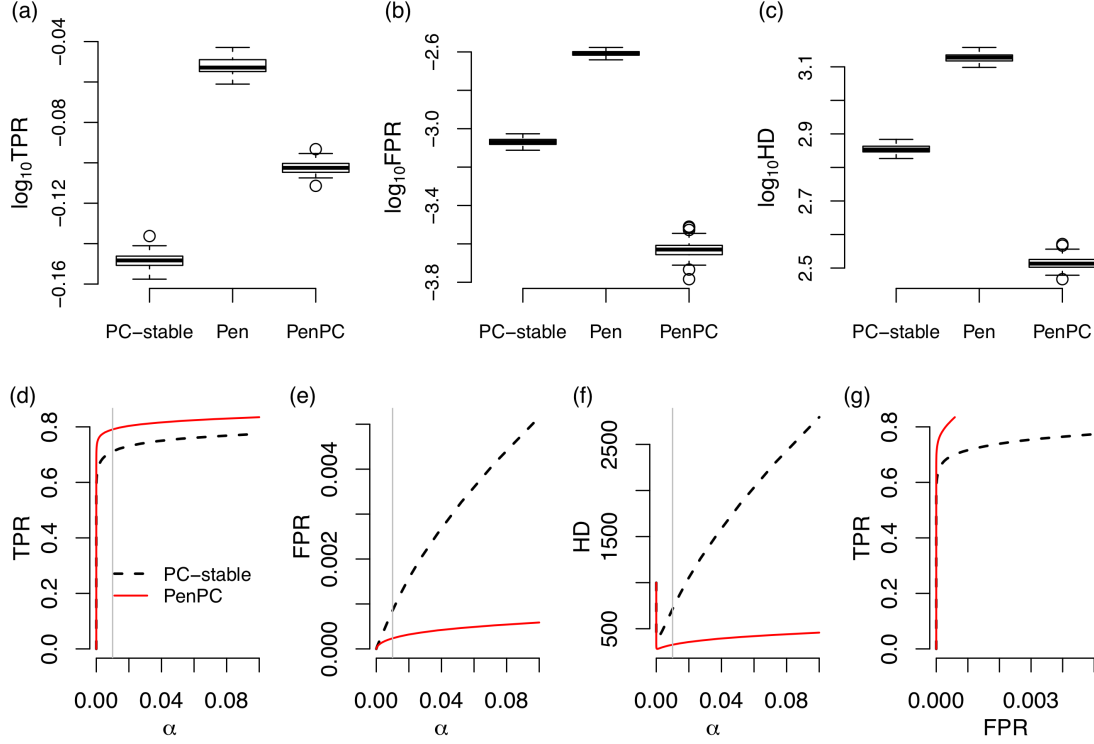 (a)
log10TPR
−0.04
−0.08
−0.12
−0.16
PC−stable
Pen
PenPC
(b)
log10FPR
−2.6
−3.0
−3.4
−3.8
PC−stable
Pen
PenPC
(c)
log10HD
3.1
2.9
2.7
2.5
PC−stable
Pen
PenPC
(d)
TPR
0.8
0.6
0.4
0.2
0.0
PC−stable
PenPC
0.00
0.04
0.08
α
(e)
FPR
0.004
0.002
0.000
0.00
0.04
0.08
α
(f)
HD
2500
1500
500
0.00
0.04
0.08
α
(g)
TPR
0.8
0.6
0.4
0.2
0.0
0.000
0.003
FPR